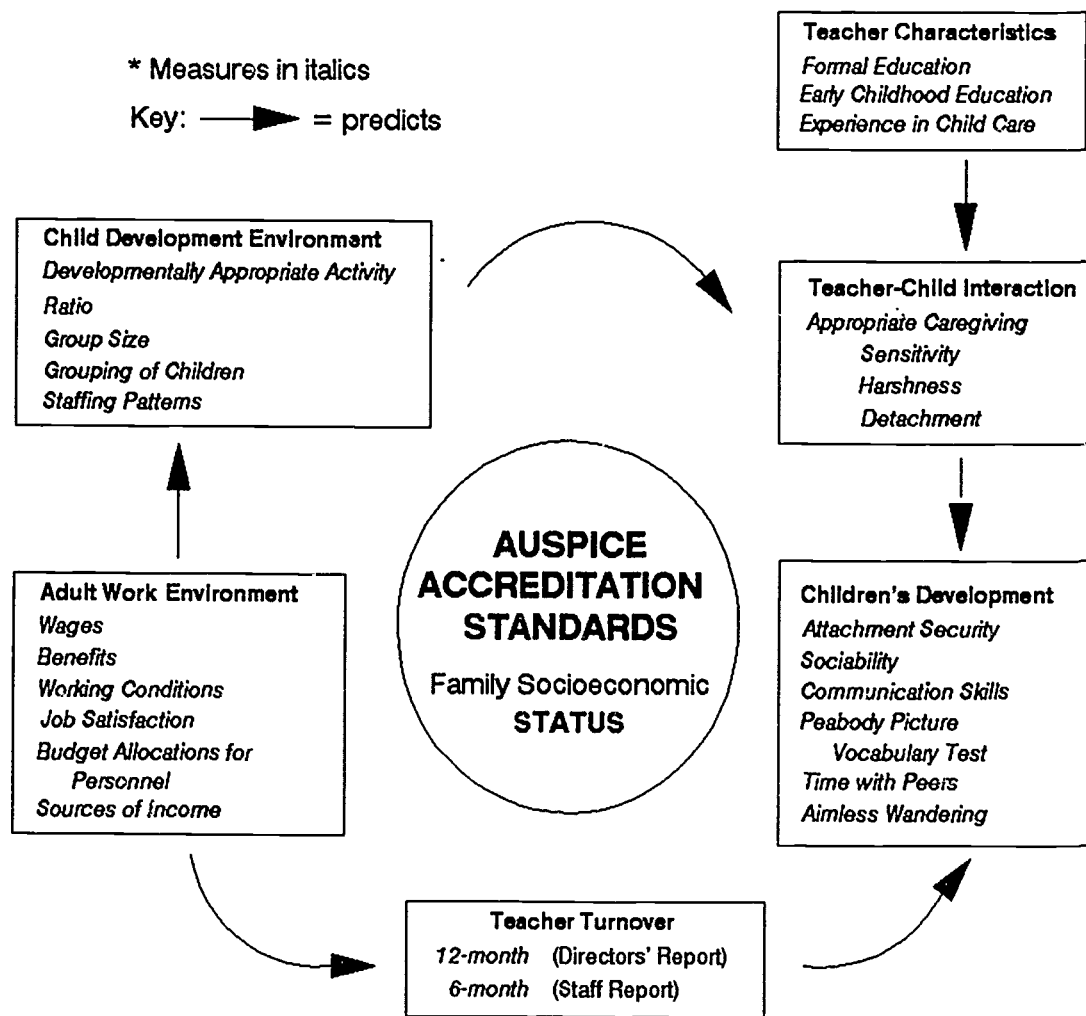 * Measures in italics
Key: = predicts
Teacher Characteristics
Formal Education
Early Childhood Education
Experience in Child Care
Child Development Environment
Developmentally Appropriate Activity
Ratio
Group Size
Grouping of Children
Staffing Patterns
Teacher-Child Interaction
Appropriate Caregiving
Sensitivity
Harshness
Detachment
AUSPICE
ACCREDITATION
STANDARDS
Family Socioeconomic
STATUS
Adult Work Environment
Wages
Benefits
Working Conditions
Job Satisfaction
Budget Allocations for
Personnel
Sources of Income
Children's Development
Attachment Security
Sociability
Communication Skills
Peabody Picture
Vocabulary Test
Time with Peers
Aimless Wandering
Teacher Turnover
12-month (Directors' Report)
6-month (Staff Report)